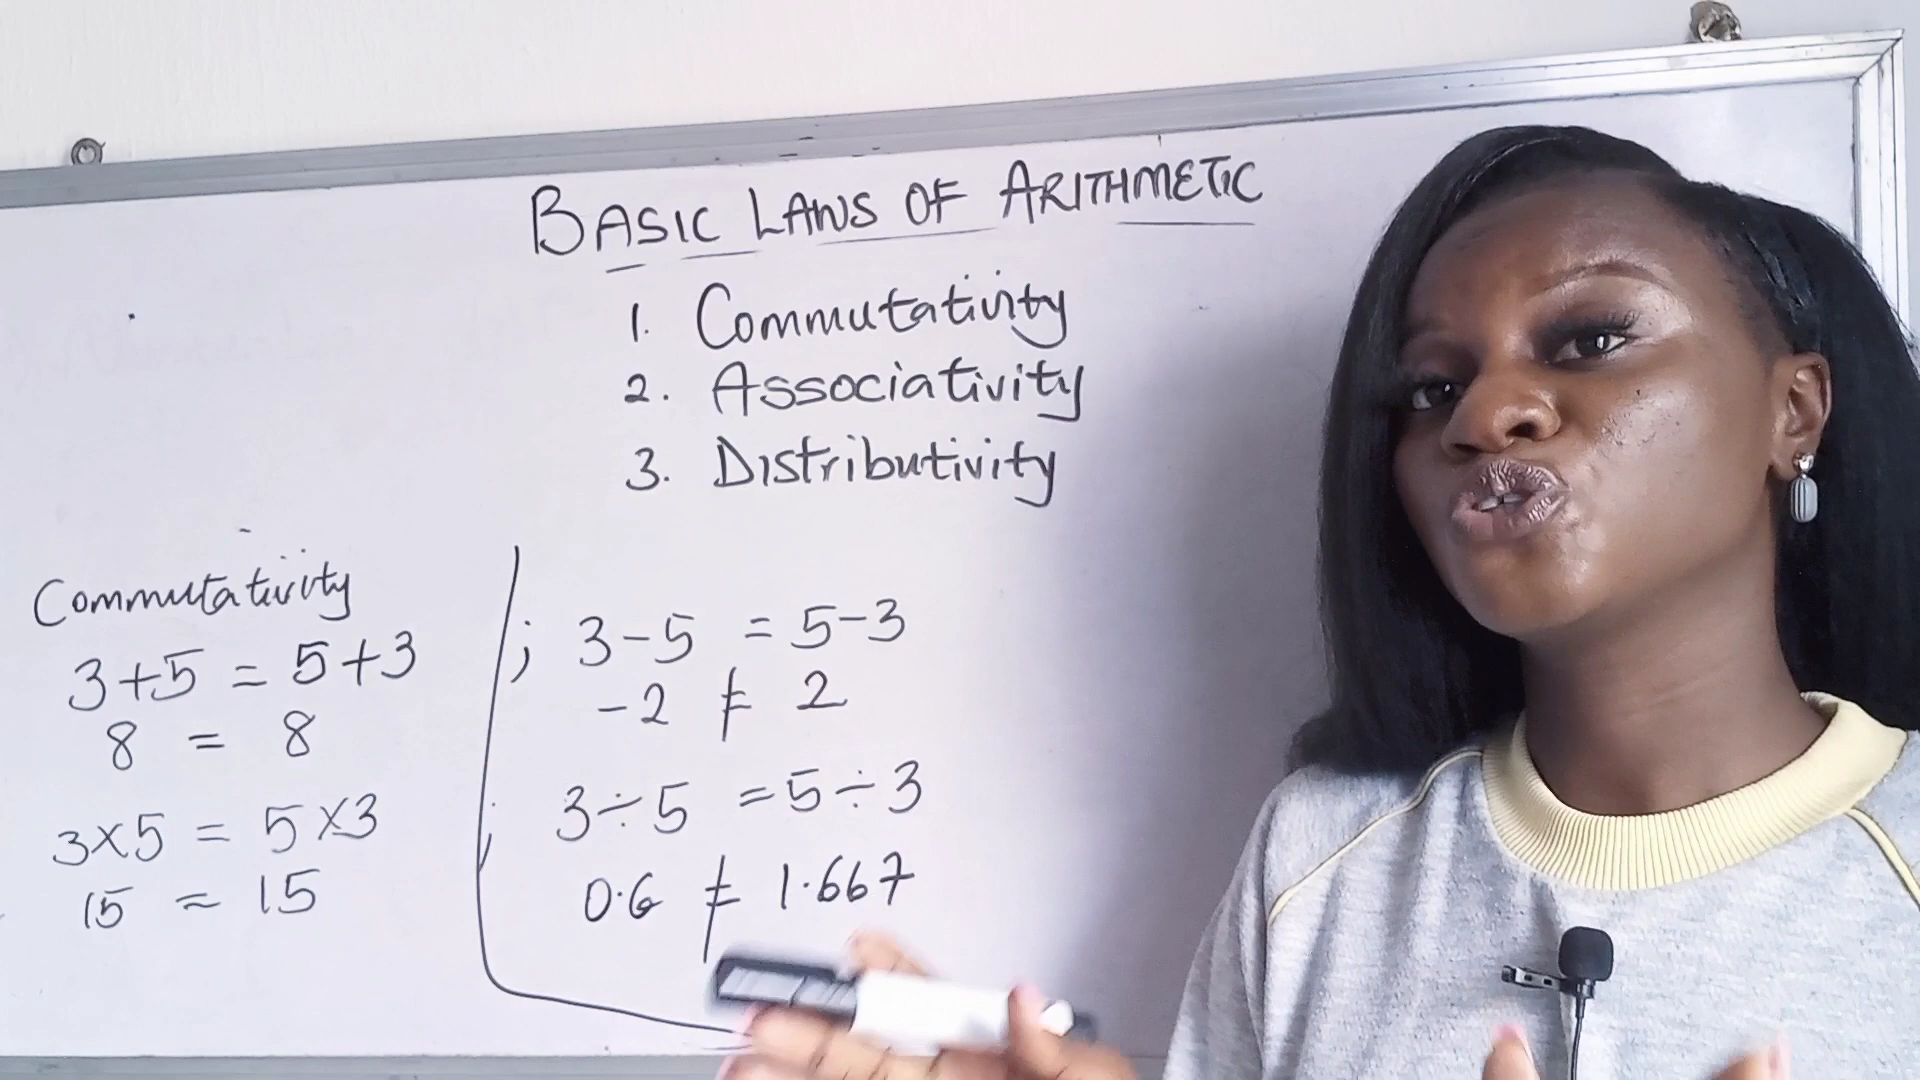 BASIC LAWS OF ARITHMETIC
1. Commutativity
2. Associativity
3. Distributivity
Commutativity
3+5 = 5+3
8 = 8
3×5 = 5×3
15 = 15
; 3-5 = 5-3
-2 ≠ 2
; 3÷5 = 5÷3
0.6 ≠ 1.667